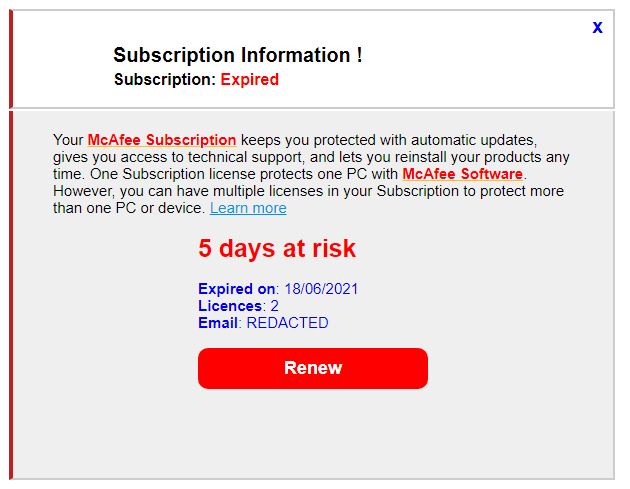 x
Subscription Information !
Subscription: Expired
Your McAfee Subscription keeps you protected with automatic updates,
gives you access to technical support, and lets you reinstall your products any
time. One Subscription license protects one PC with McAfee Software.
However, you can have multiple licenses in your Subscription to protect more
than one PC or device. Learn more
5 days at risk
Expired on: 18/06/2021
Licences: 2
Email: REDACTED
Renew